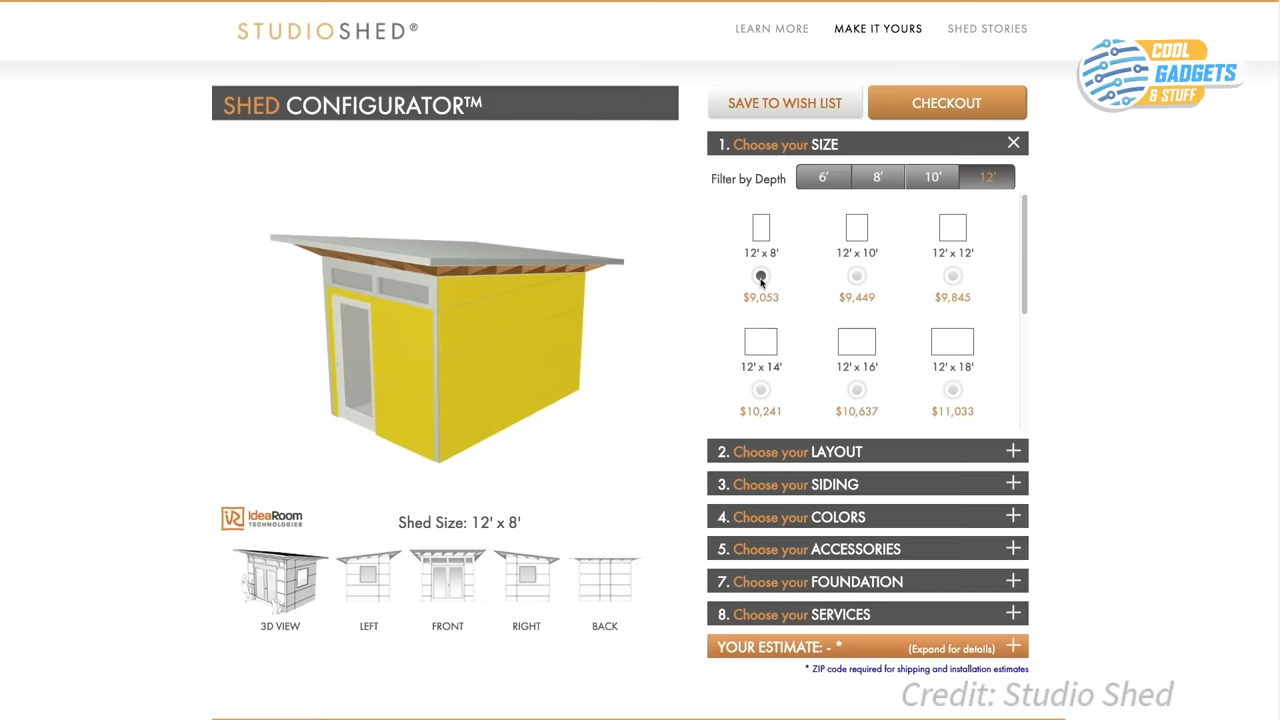 STUDIOSHED®
LEARN MORE
MAKE IT YOURS
SHED STORIES
COOL
GADGETS
& STUFF
SHED CONFIGURATOR™
SAVE TO WISH LIST
CHECKOUT
1. Choose your SIZE
Filter by Depth
6'
8'
10'
12'
12' x 8'
12' x 10'
12' x 12'
$9,053
$9,449
$9,845
12' x 14'
12' x 16'
12' x 18'
$10,241
$10,637
$11,033
2. Choose your LAYOUT
3. Choose your SIDING
4. Choose your COLORS
5. Choose your ACCESSORIES
7. Choose your FOUNDATION
8. Choose your SERVICES
YOUR ESTIMATE: - * (Expand for details)
* ZIP code required for shipping and installation estimates
IdeaRoom
TECHNOLOGIES
Shed Size: 12' x 8'
3D VIEW
LEFT
FRONT
RIGHT
BACK
Credit: Studio Shed